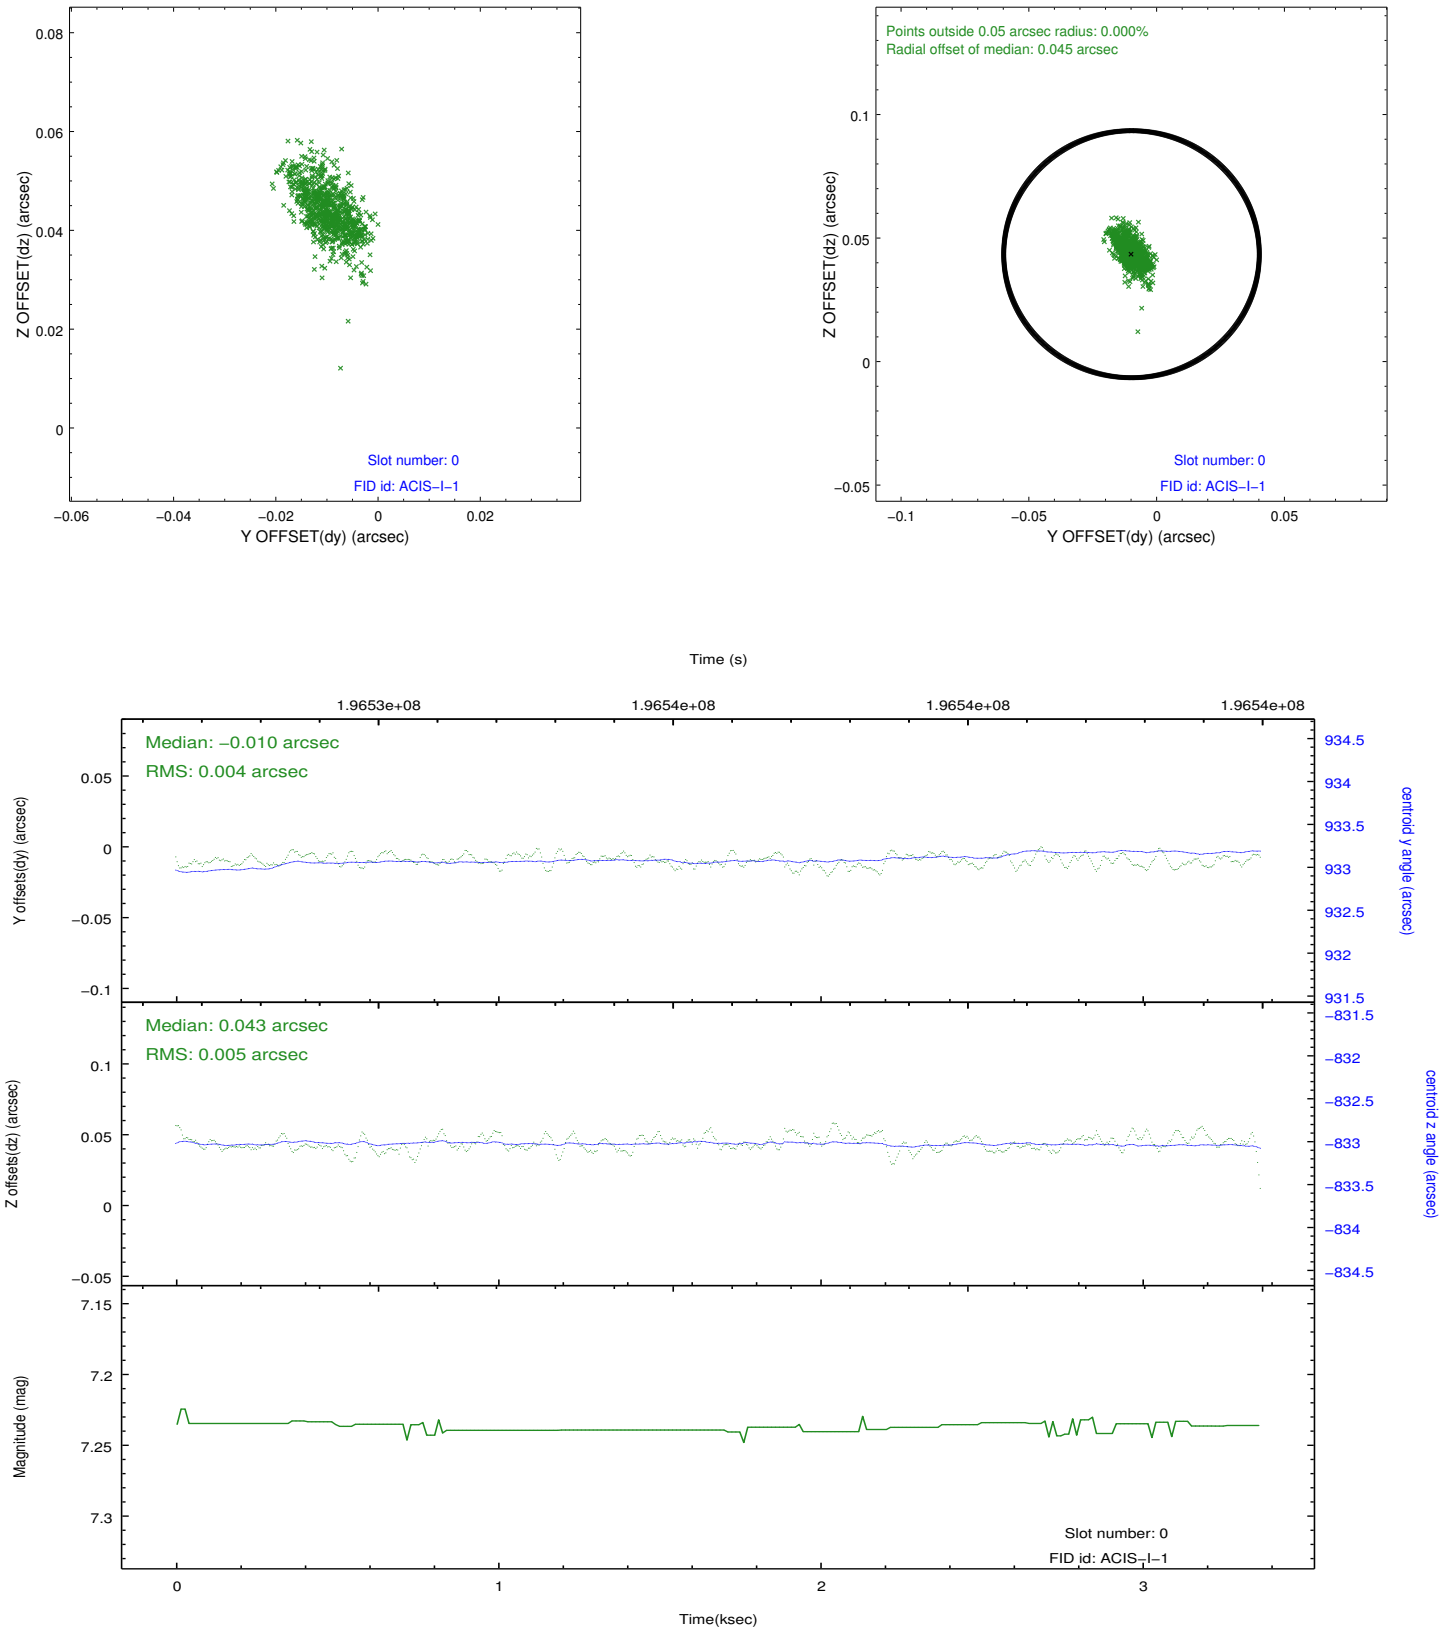 0.08
0.06
0.04
0.02
0
Z OFFSET(dz) (arcsec)
Slot number: 0
FID id: ACIS−I−1
−0.06
−0.04
−0.02
0
0.02
Y OFFSET(dy) (arcsec)
Points outside 0.05 arcsec radius: 0.000%
Radial offset of median: 0.045 arcsec
0.1
0.05
0
−0.05
Z OFFSET(dz) (arcsec)
Slot number: 0
FID id: ACIS−I−1
−0.1
−0.05
0
0.05
Y OFFSET(dy) (arcsec)
Time (s)
1.9653e+08
1.9654e+08
1.9654e+08
1.9654e+08
Median: −0.010 arcsec
RMS: 0.004 arcsec
0.05
0
−0.05
−0.1
Y offsets(dy) (arcsec)
934.5
934
933.5
933
932.5
932
931.5
centroid y angle (arcsec)
Median: 0.043 arcsec
RMS: 0.005 arcsec
0.1
0.05
0
−0.05
Z offsets(dz) (arcsec)
−831.5
−832
−832.5
−833
−833.5
−834
−834.5
centroid z angle (arcsec)
7.15
7.2
7.25
7.3
Magnitude (mag)
Slot number: 0
FID id: ACIS−I−1
0
1
2
3
Time(ksec)